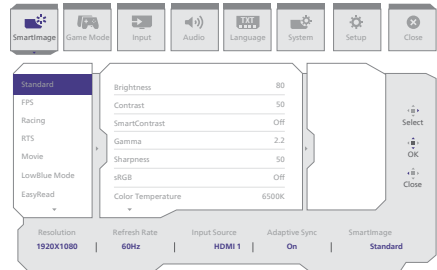 TXT
SmartImage Game Mode Input Audio Language System Setup Close
Standard
FPS
Racing
RTS
Movie
LowBlue Mode
EasyRead
Brightness 80
Contrast 50
SmartContrast Off
Gamma 2.2
Sharpness 50
sRGB Off
Color Temperature 6500K
Select
OK
Close
Resolution Refresh Rate Input Source Adaptive Sync SmartImage
1920X1080 | 60Hz | HDMI 1 | On | Standard